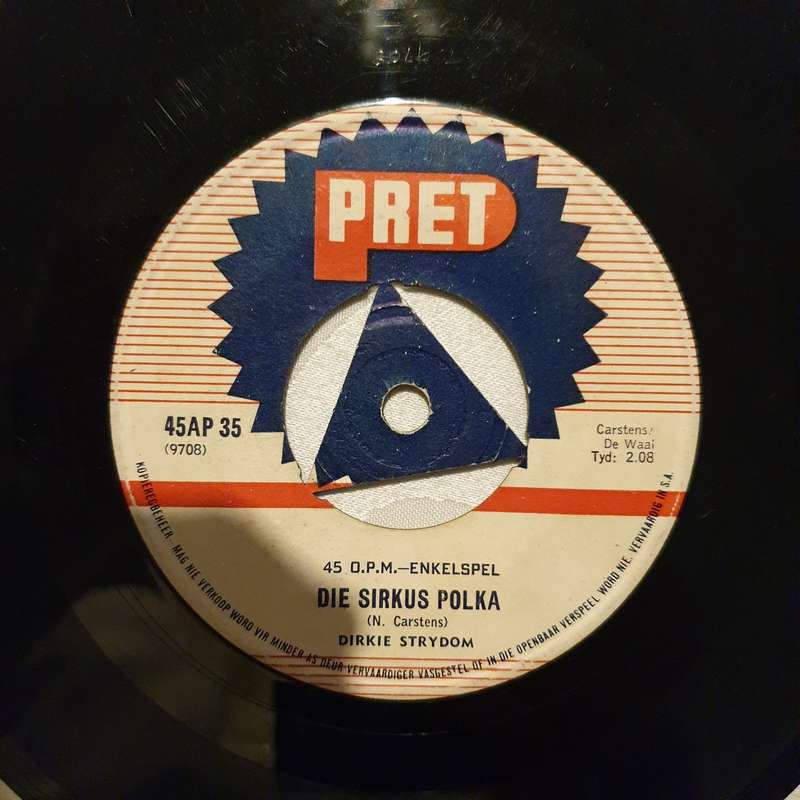 PRET
45AP 35
(9708)
Carstens/
De Waal
Tyd: 2.08
45 O.P.M.—ENKELSPEL
DIE SIRKUS POLKA
(N. Carstens)
DIRKIE STRYDOM
KOPIEREGBEHEER - MAG NIE VERKOOP WORD VIR MINDER AS DEUR VERVAARDIGER VASGESTEL OF IN DIE OPENBAAR VERSPEEL WORD NIE. VERVAARDIG IN S.A.